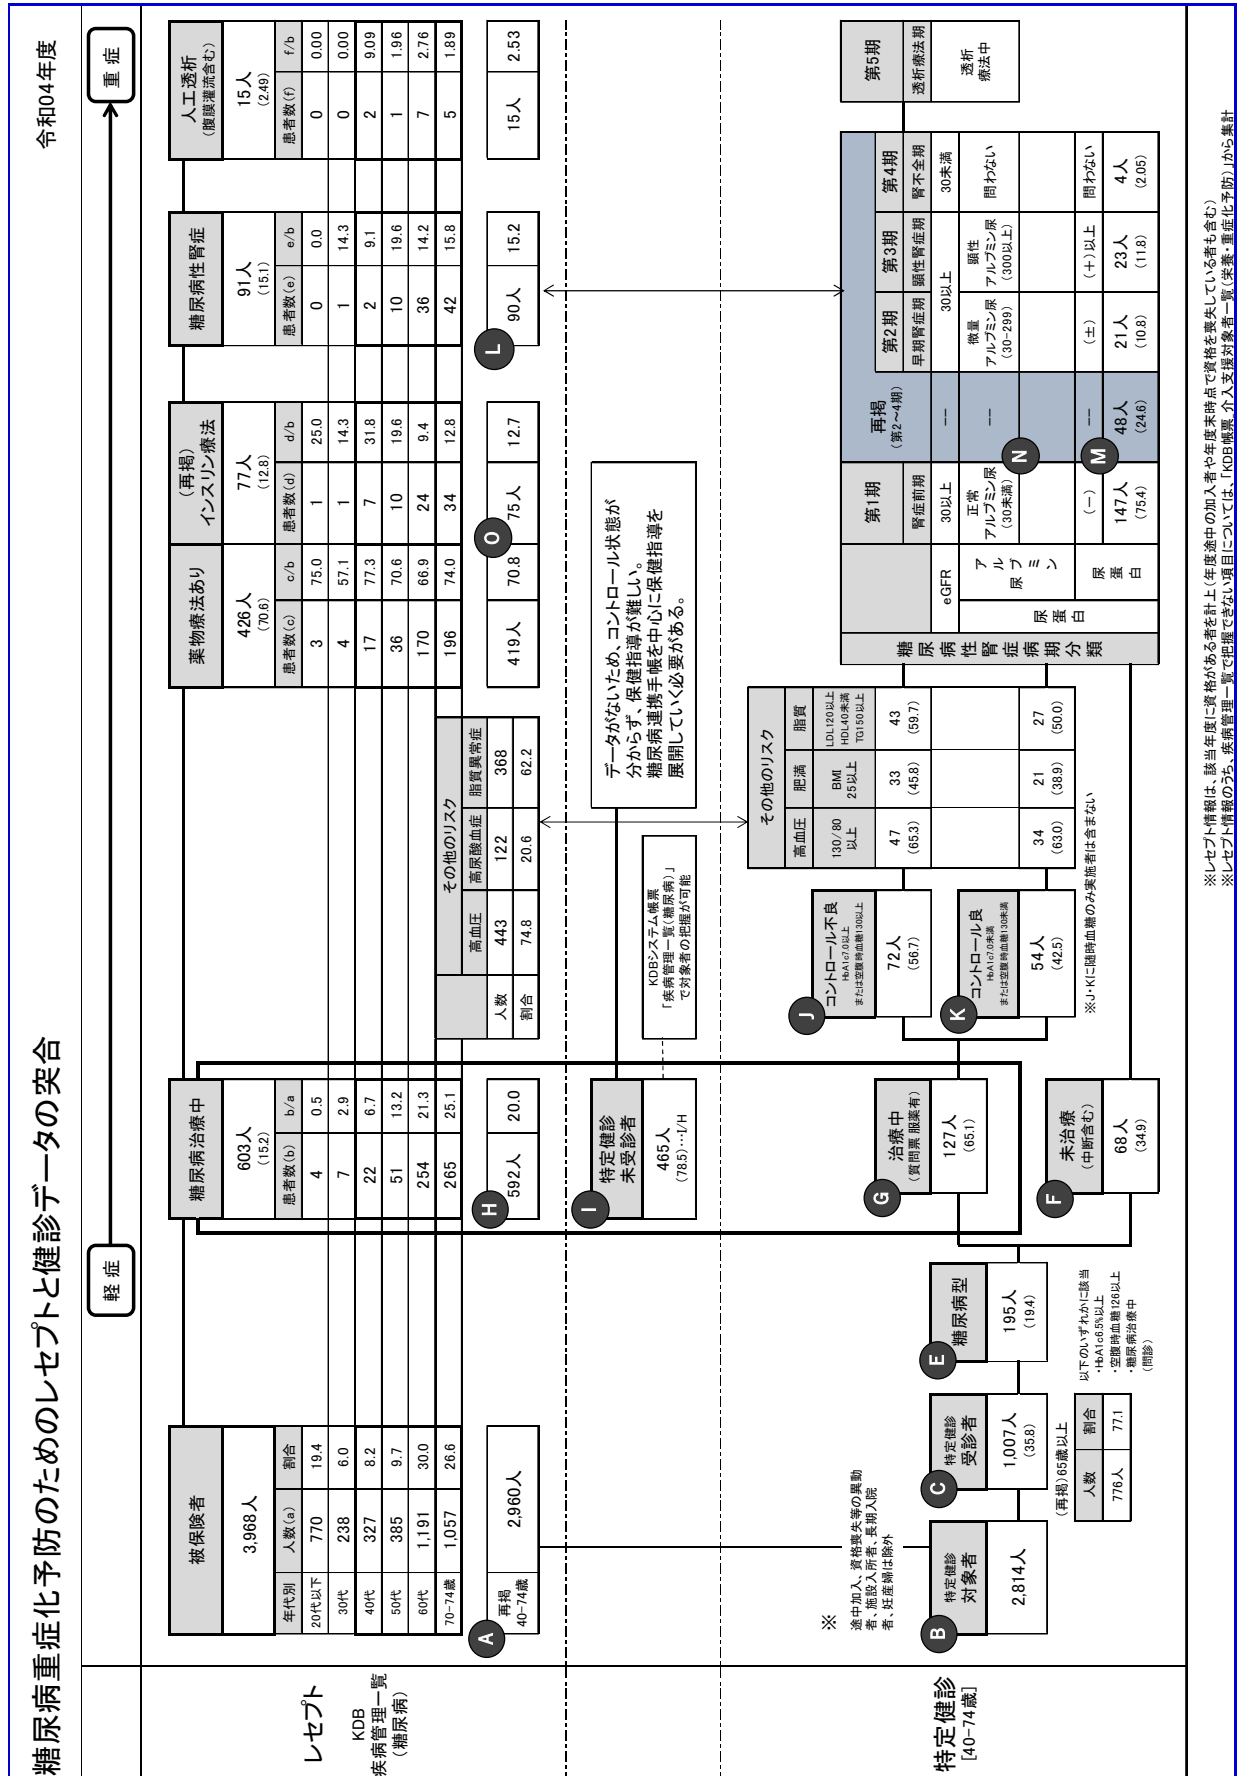 糖尿病重症化予防のためのレセプトと健診データの突合
令和04年度
軽症
重症
レセプト
KDB
疾病管理一覧
（糖尿病）
被保険者
3,968人
年代別 人数(a) 割合
20代以下 770 19.4
30代 238 6.0
40代 327 8.2
50代 385 9.7
60代 1,191 30.0
70-74歳 1,057 26.6
A
再掲
40-74歳
2,960人
糖尿病治療中
603人
(15.2)
患者数(b) b/a
4 0.5
7 2.9
22 6.7
51 13.2
254 21.3
265 25.1
H
592人 20.0
その他のリスク
高血圧 高尿酸血症 脂質異常症
人数 443 122 368
割合 74.8 20.6 62.2
薬物療法あり
426人
(70.6)
患者数(c) c/b
3 75.0
4 57.1
17 77.3
36 70.6
170 66.9
196 74.0
419人 70.8
O
（再掲）
インスリン療法
77人
(12.8)
患者数(d) d/b
1 25.0
1 14.3
7 31.8
10 19.6
24 9.4
34 12.8
75人 12.7
糖尿病性腎症
91人
(15.1)
患者数(e) e/b
0 0.0
1 14.3
2 9.1
10 19.6
36 14.2
42 15.8
L
90人 15.2
人工透析
（腹膜灌流含む）
15人
(2.49)
患者数(f) f/b
0 0.00
0 0.00
2 9.09
1 1.96
7 2.76
5 1.89
15人 2.53
I
特定健診
未受診者
465人
(78.5)…I/H
KDBシステム帳票
「疾病管理一覧（糖尿病）」
で対象者の把握が可能
データがないため、コントロール状態が
分からず、保健指導が難しい。
糖尿病連携手帳を中心に保健指導を
展開していく必要がある。
特定健診
[40-74歳]
※
途中加入、資格喪失等の異動
者、施設入所者、長期入院
者、妊産婦は除外
B
特定健診
対象者
2,814人
C
特定健診
受診者
1,007人
(35.8)
（再掲）65歳以上
人数 割合
776人 77.1
E
糖尿病型
195人
(19.4)
以下のいずれかに該当
・HbA1c6.5%以上
・空腹時血糖126以上
・糖尿病治療中
（問診）
G
治療中
（質問票 服薬有）
127人
(65.1)
F
未治療
（中断含む）
68人
(34.9)
J
コントロール不良
HbA1c7.0以上
または空腹時血糖130以上
72人
(56.7)
K
コントロール良
HbA1c7.0未満
または空腹時血糖130未満
54人
(42.5)
※J・Kに随時血糖のみ実施者は含まない
その他のリスク
高血圧 肥満 脂質
130/80
以上
BMI
25以上
LDL120以上
HDL40未満
TG150以上
47 33 43
(65.3) (45.8) (59.7)
34 21 27
(63.0) (38.9) (50.0)
糖尿病性腎症病期分類
eGFR
尿蛋白
アルブミン尿
尿蛋白
第1期
腎症前期
30以上
正常
アルブミン尿
（30未満）
（－）
147人
(75.4)
再掲
（第2～4期）
--
--
N
--
M
48人
(24.6)
第2期 第3期 第4期
早期腎症期 顕性腎症期 腎不全期
30以上 30未満
微量
アルブミン尿
（30-299）
顕性
アルブミン尿
（300以上）
問わない
（±） （＋）以上 問わない
21人 23人 4人
(10.8) (11.8) (2.05)
第5期
透析療法期
透析
療法中
※レセプト情報は、該当年度に資格がある者を計上（年度途中の加入者や年度末時点で資格を喪失している者も含む）
※レセプト情報のうち、疾病管理一覧で把握できない項目については、「KDB帳票 介入支援対象者一覧（栄養・重症化予防）」から集計